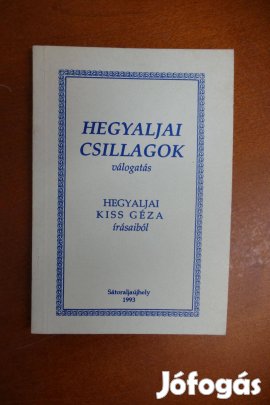 HEGYALJAI
CSILLAGOK
válogatás
HEGYALJAI
KISS GÉZA
írásaiból
Sátoraljaújhely
1993
Jófogás